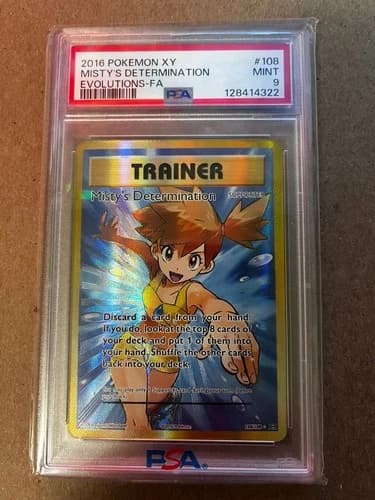 2016 POKEMON XY #108
MISTY'S DETERMINATION MINT
EVOLUTIONS-FA 9
PSA 128414322
TRAINER
Misty's Determination SUPPORTER
Discard a card from your hand.
If you do, look at the top 8 cards of
your deck and put 1 of them into
your hand. Shuffle the other cards
back into your deck.
PSA